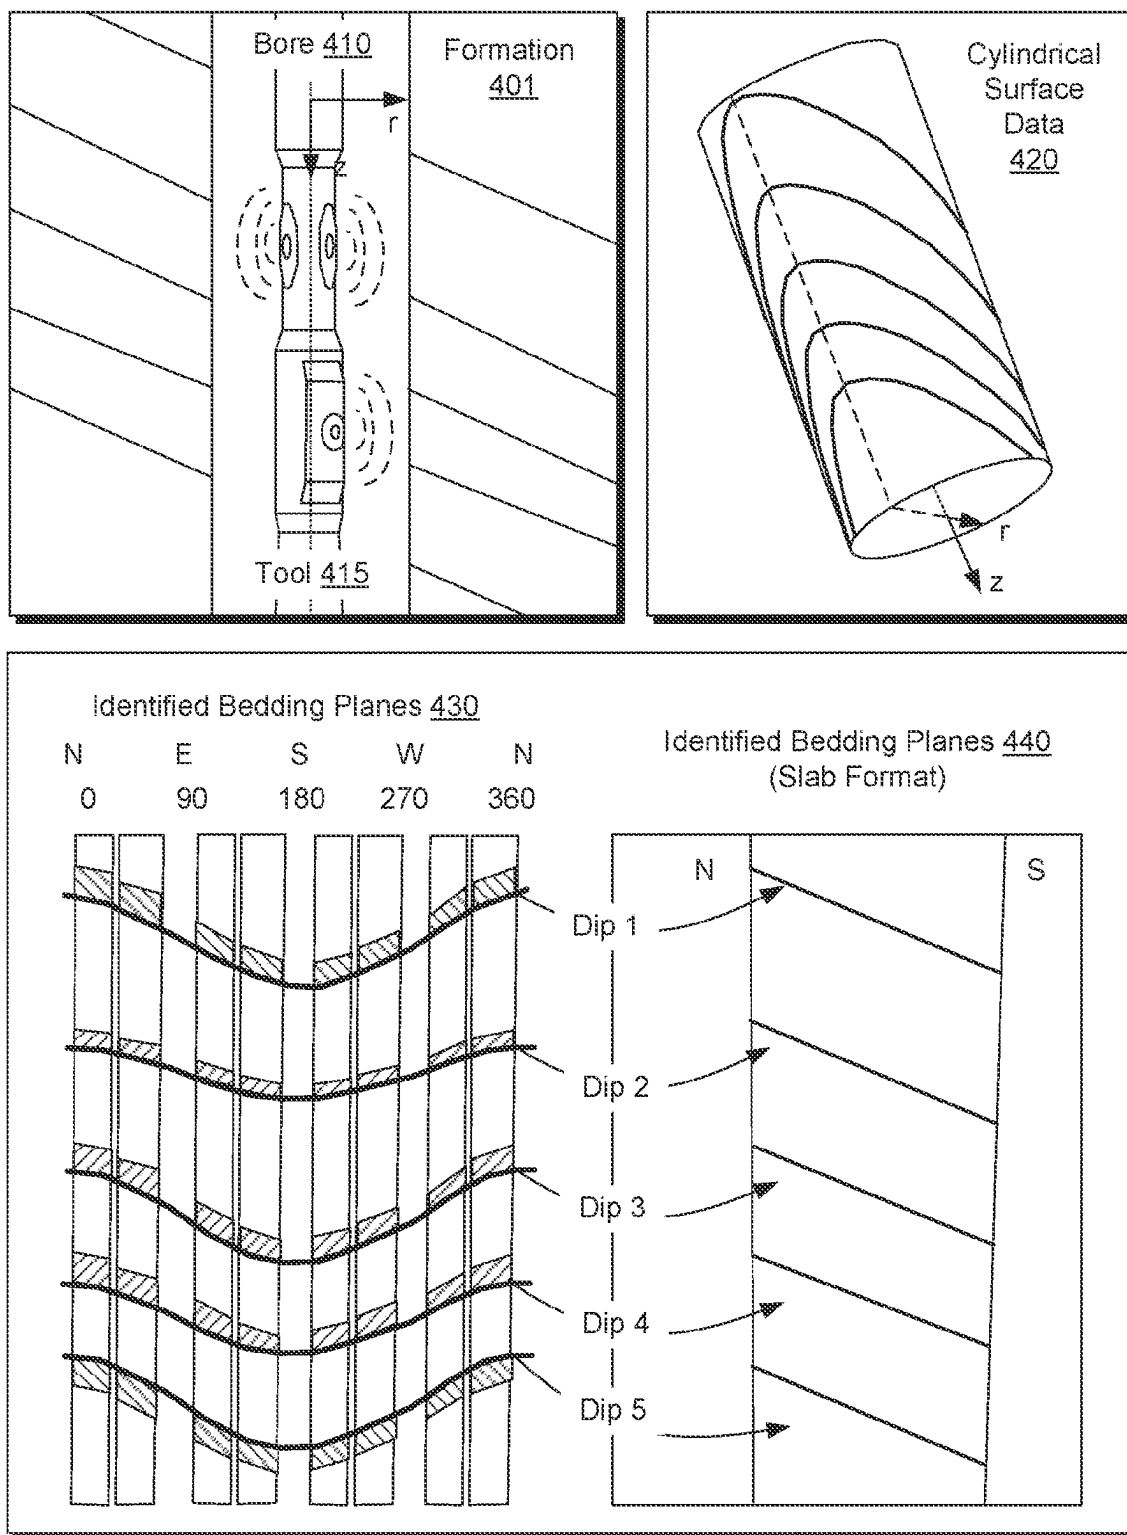 Bore 410
Formation
401
r
z
Tool 415
Cylindrical
Surface
Data
420
r
z
Identified Bedding Planes 430
N E S W N
0 90 180 270 360
Identified Bedding Planes 440
(Slab Format)
N S
Dip 1
Dip 2
Dip 3
Dip 4
Dip 5